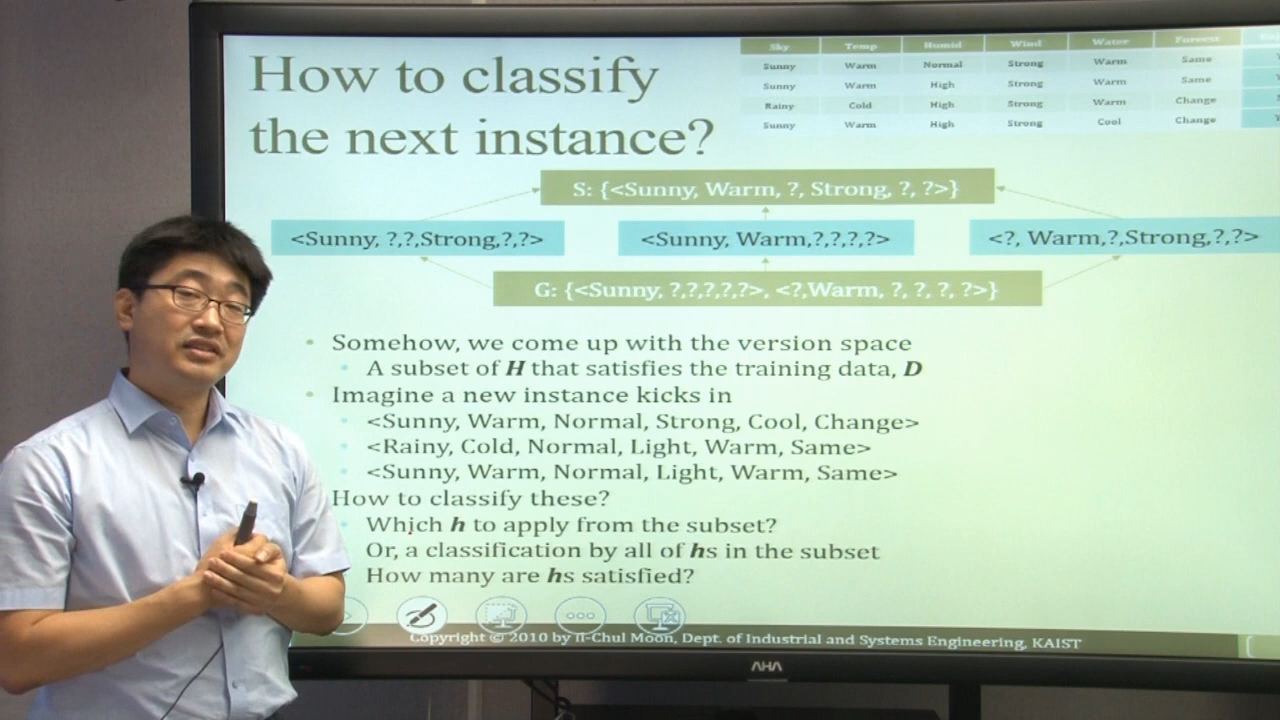 How to classify
the next instance?
Sky Temp Humid Wind Water Forecst
Sunny Warm Normal Strong Warm Same
Sunny Warm High Strong Warm Same
Rainy Cold High Strong Warm Change
Sunny Warm High Strong Cool Change
S: {<Sunny, Warm, ?, Strong, ?, ?>}
<Sunny, ?,?,Strong,?,?> <Sunny, Warm,?,?,?,?> <?, Warm,?,Strong,?,?>
G: {<Sunny, ?,?,?,?,?>, <?,Warm, ?, ?, ?, ?>}
• Somehow, we come up with the version space
• A subset of H that satisfies the training data, D
• Imagine a new instance kicks in
• <Sunny, Warm, Normal, Strong, Cool, Change>
• <Rainy, Cold, Normal, Light, Warm, Same>
• <Sunny, Warm, Normal, Light, Warm, Same>
How to classify these?
• Which h to apply from the subset?
Or, a classification by all of hs in the subset
How many are hs satisfied?
Copyright © 2010 by Il-Chul Moon, Dept. of Industrial and Systems Engineering, KAIST
AHA